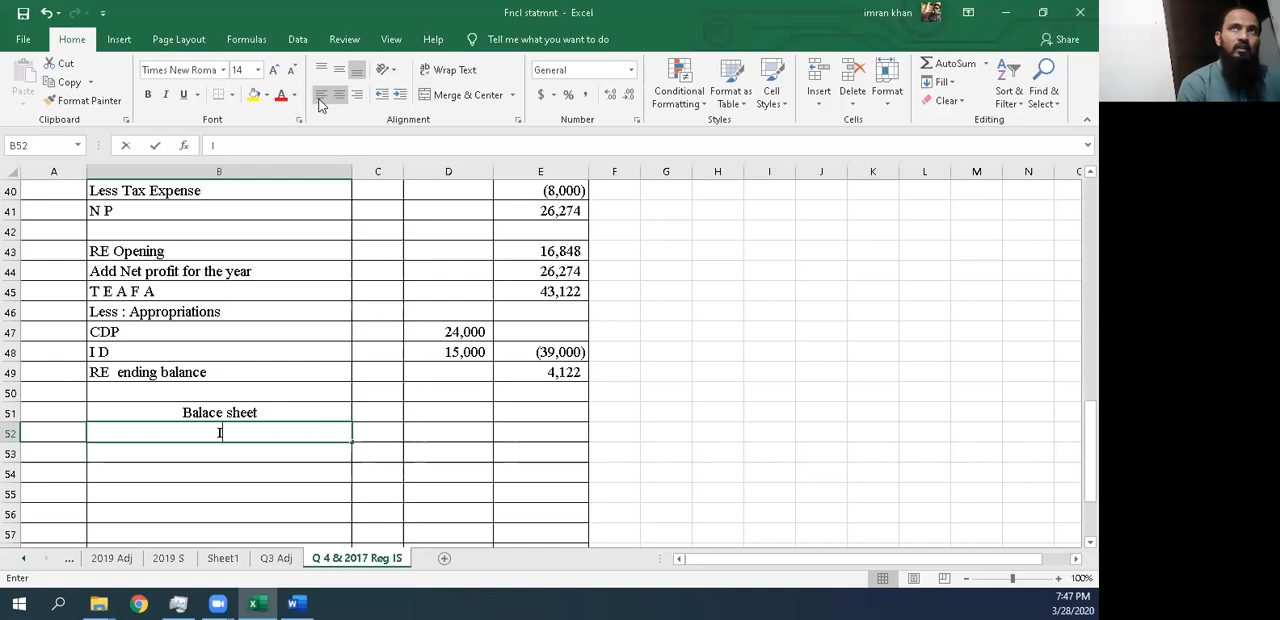 Fncl statmnt - Excel imran khan
File Home Insert Page Layout Formulas Data Review View Help Tell me what you want to do Share
Paste Cut Copy Format Painter Clipboard
Times New Roma 14 A A B I U A Font
Wrap Text Merge & Center Alignment
General $ % , Number
Conditional Formatting Format as Table Cell Styles Styles
Insert Delete Format Cells
AutoSum Fill Clear Sort & Filter Find & Select Editing
B52 fx I
A B C D E F G H I J K L M N O
40 Less Tax Expense (8,000)
41 N P 26,274
42
43 RE Opening 16,848
44 Add Net profit for the year 26,274
45 T E A F A 43,122
46 Less : Appropriations
47 CDP 24,000
48 I D 15,000 (39,000)
49 RE ending balance 4,122
50
51 Balace sheet
52 I
53
54
55
56
57
... 2019 Adj 2019 S Sheet1 Q3 Adj Q 4 & 2017 Reg IS
Enter 100%
7:47 PM
3/28/2020